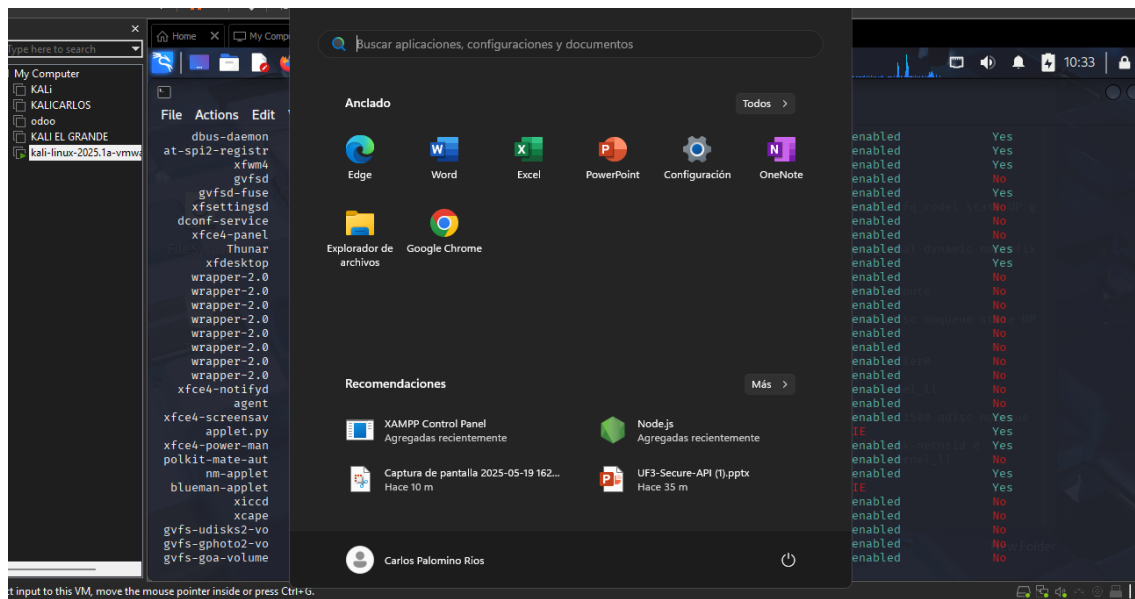 Type here to search
My Computer
KALi
KALICARLOS
odoo
KALI EL GRANDE
kali-linux-2025.1a-vmwa
Home
My Comp
10:33
File Actions Edit
dbus-daemon enabled Yes
at-spi2-registr enabled Yes
xfwm4 enabled Yes
gvfsd enabled No
gvfsd-fuse enabled Yes
xfsettingsd enabled No
dconf-service enabled No
xfce4-panel enabled No
Thunar enabled Yes
xfdesktop enabled Yes
wrapper-2.0 enabled No
wrapper-2.0 enabled No
wrapper-2.0 enabled No
wrapper-2.0 enabled No
wrapper-2.0 enabled No
wrapper-2.0 enabled No
wrapper-2.0 enabled No
wrapper-2.0 enabled No
xfce4-notifyd enabled No
agent enabled No
xfce4-screensav enabled Yes
applet.py IE Yes
xfce4-power-man enabled Yes
polkit-mate-aut enabled No
nm-applet enabled Yes
blueman-applet IE Yes
xiccd enabled No
xcape enabled No
gvfs-udisks2-vo enabled No
gvfs-gphoto2-vo enabled No
gvfs-goa-volume enabled No
Buscar aplicaciones, configuraciones y documentos
Anclado
Todos
Edge
Word
Excel
PowerPoint
Configuración
OneNote
Explorador de
archivos
Google Chrome
Recomendaciones
Más
XAMPP Control Panel
Agregadas recientemente
Node.js
Agregadas recientemente
Captura de pantalla 2025-05-19 162...
Hace 10 m
UF3-Secure-API (1).pptx
Hace 35 m
Carlos Palomino Rios
ct input to this VM, move the mouse pointer inside or press Ctrl+G.